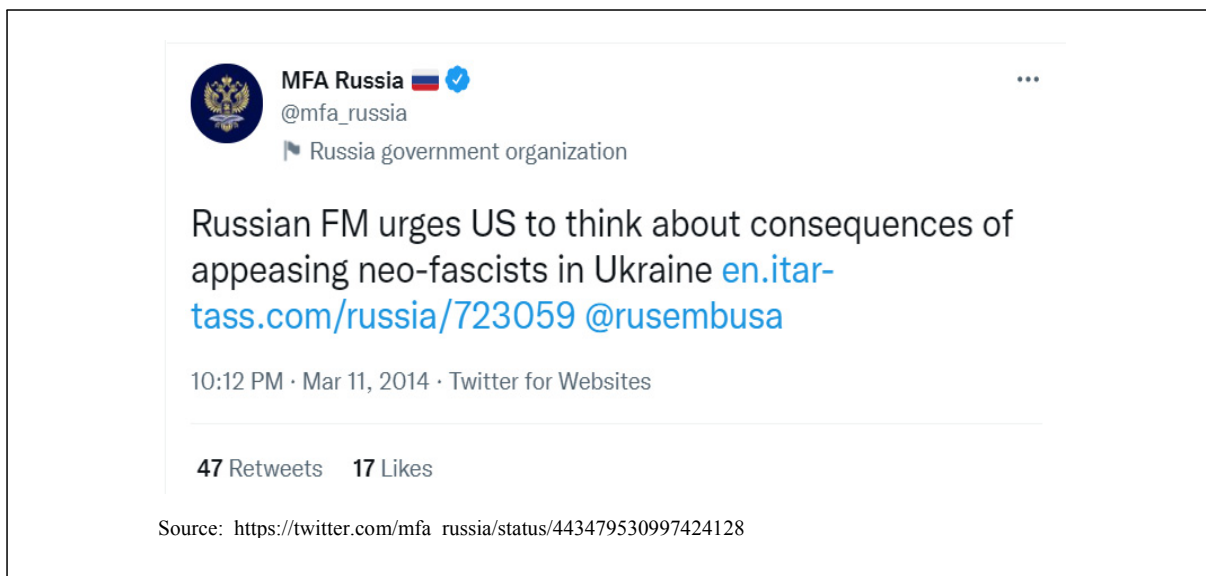 MFA Russia
@mfa_russia
Russia government organization
Russian FM urges US to think about consequences of
appeasing neo-fascists in Ukraine en.itar-
tass.com/russia/723059 @rusembusa
10:12 PM · Mar 11, 2014 · Twitter for Websites
47 Retweets 17 Likes
Source: https://twitter.com/mfa_russia/status/443479530997424128